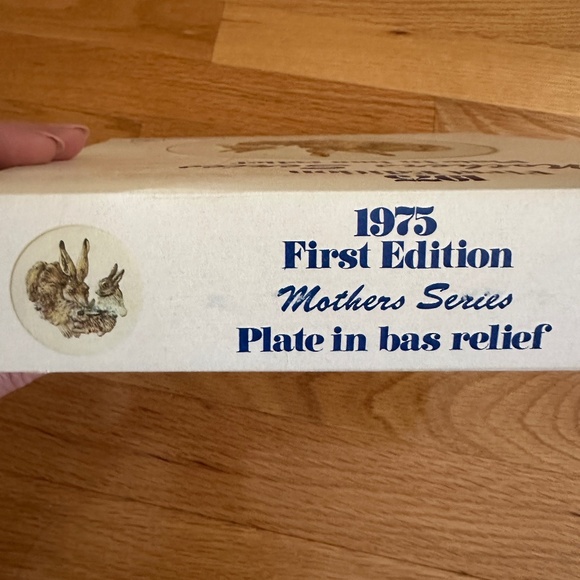 1975
First Edition
Mothers Series
Plate in bas relief